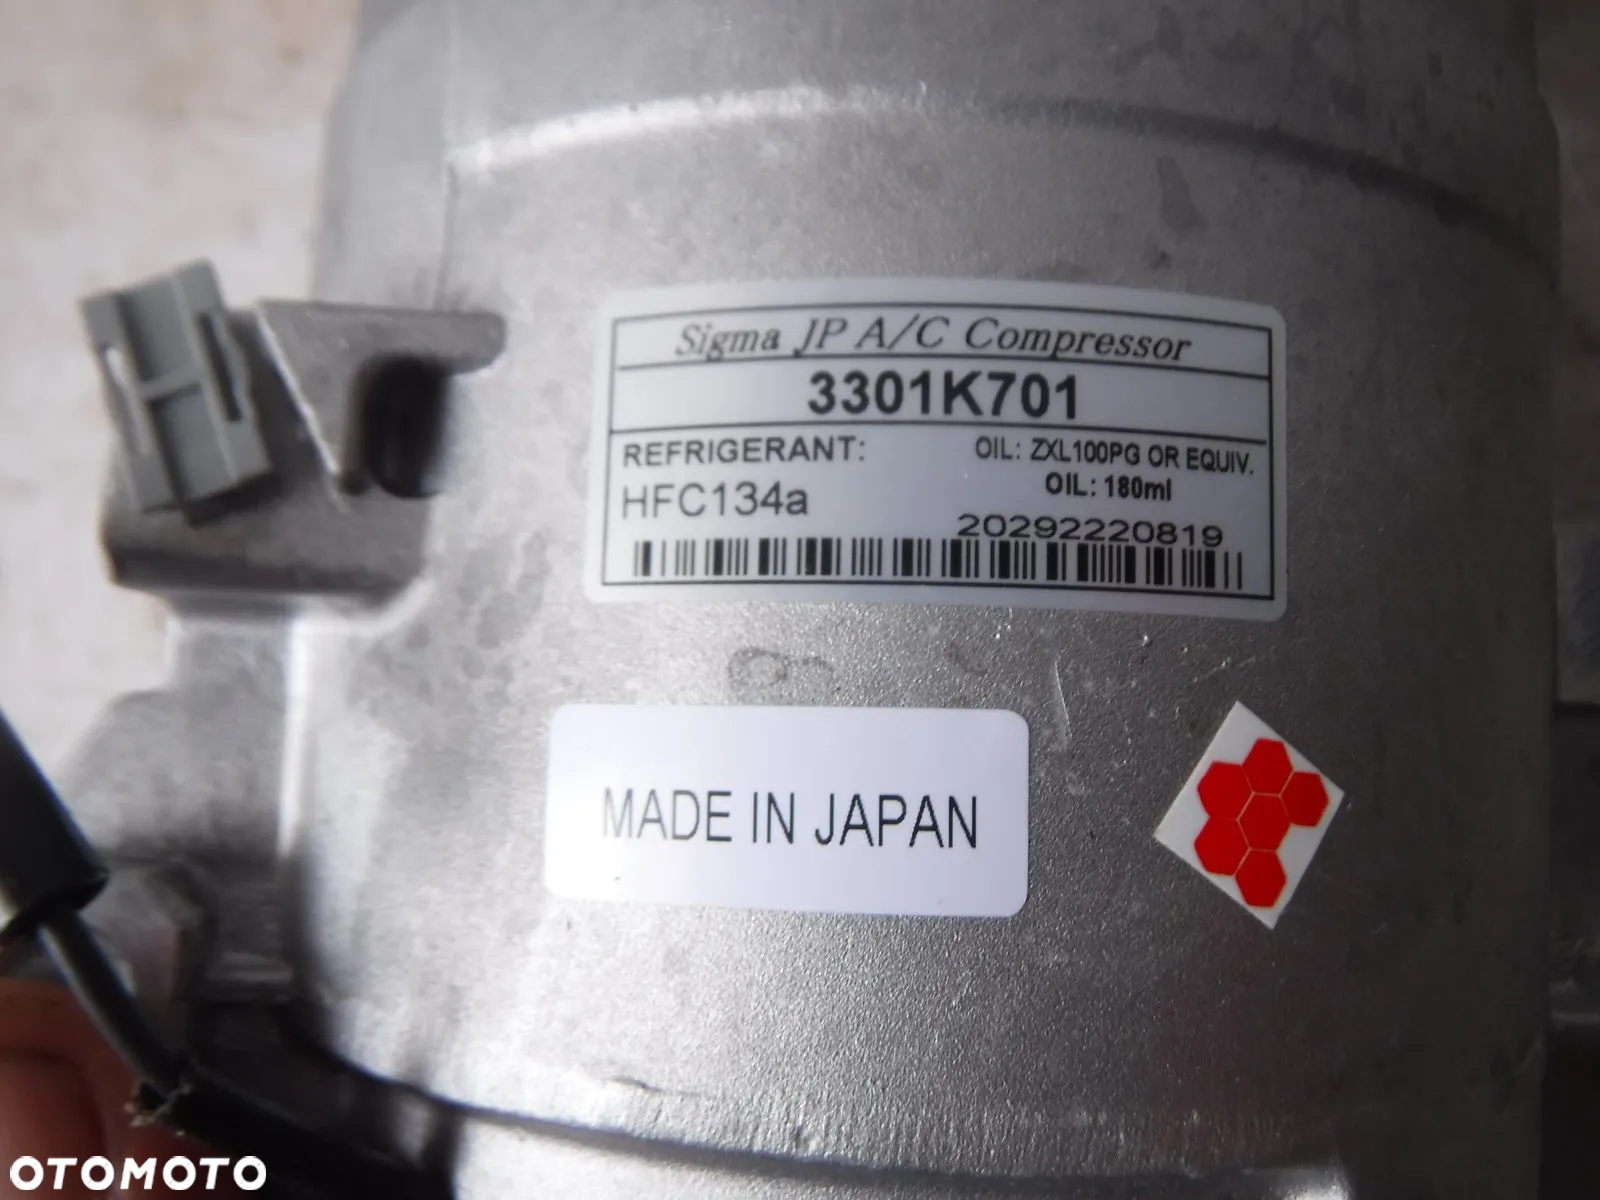 Sigma JP A/C Compressor
3301K701
REFRIGERANT:
HFC134a
OIL: ZXL100PG OR EQUIV.
OIL: 180ml
20292220819
MADE IN JAPAN
OTOMOTO